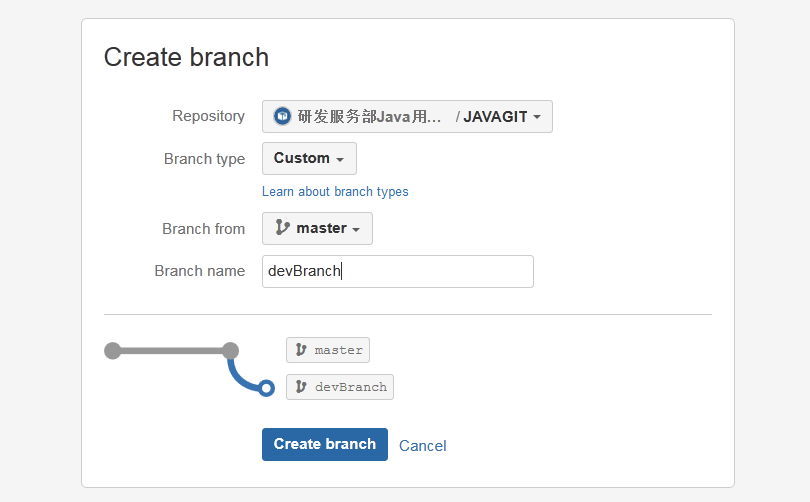 Create branch
Repository 研发服务部Java用... / JAVAGIT
Branch type Custom
Learn about branch types
Branch from master
Branch name devBranch
master
devBranch
Create branch Cancel